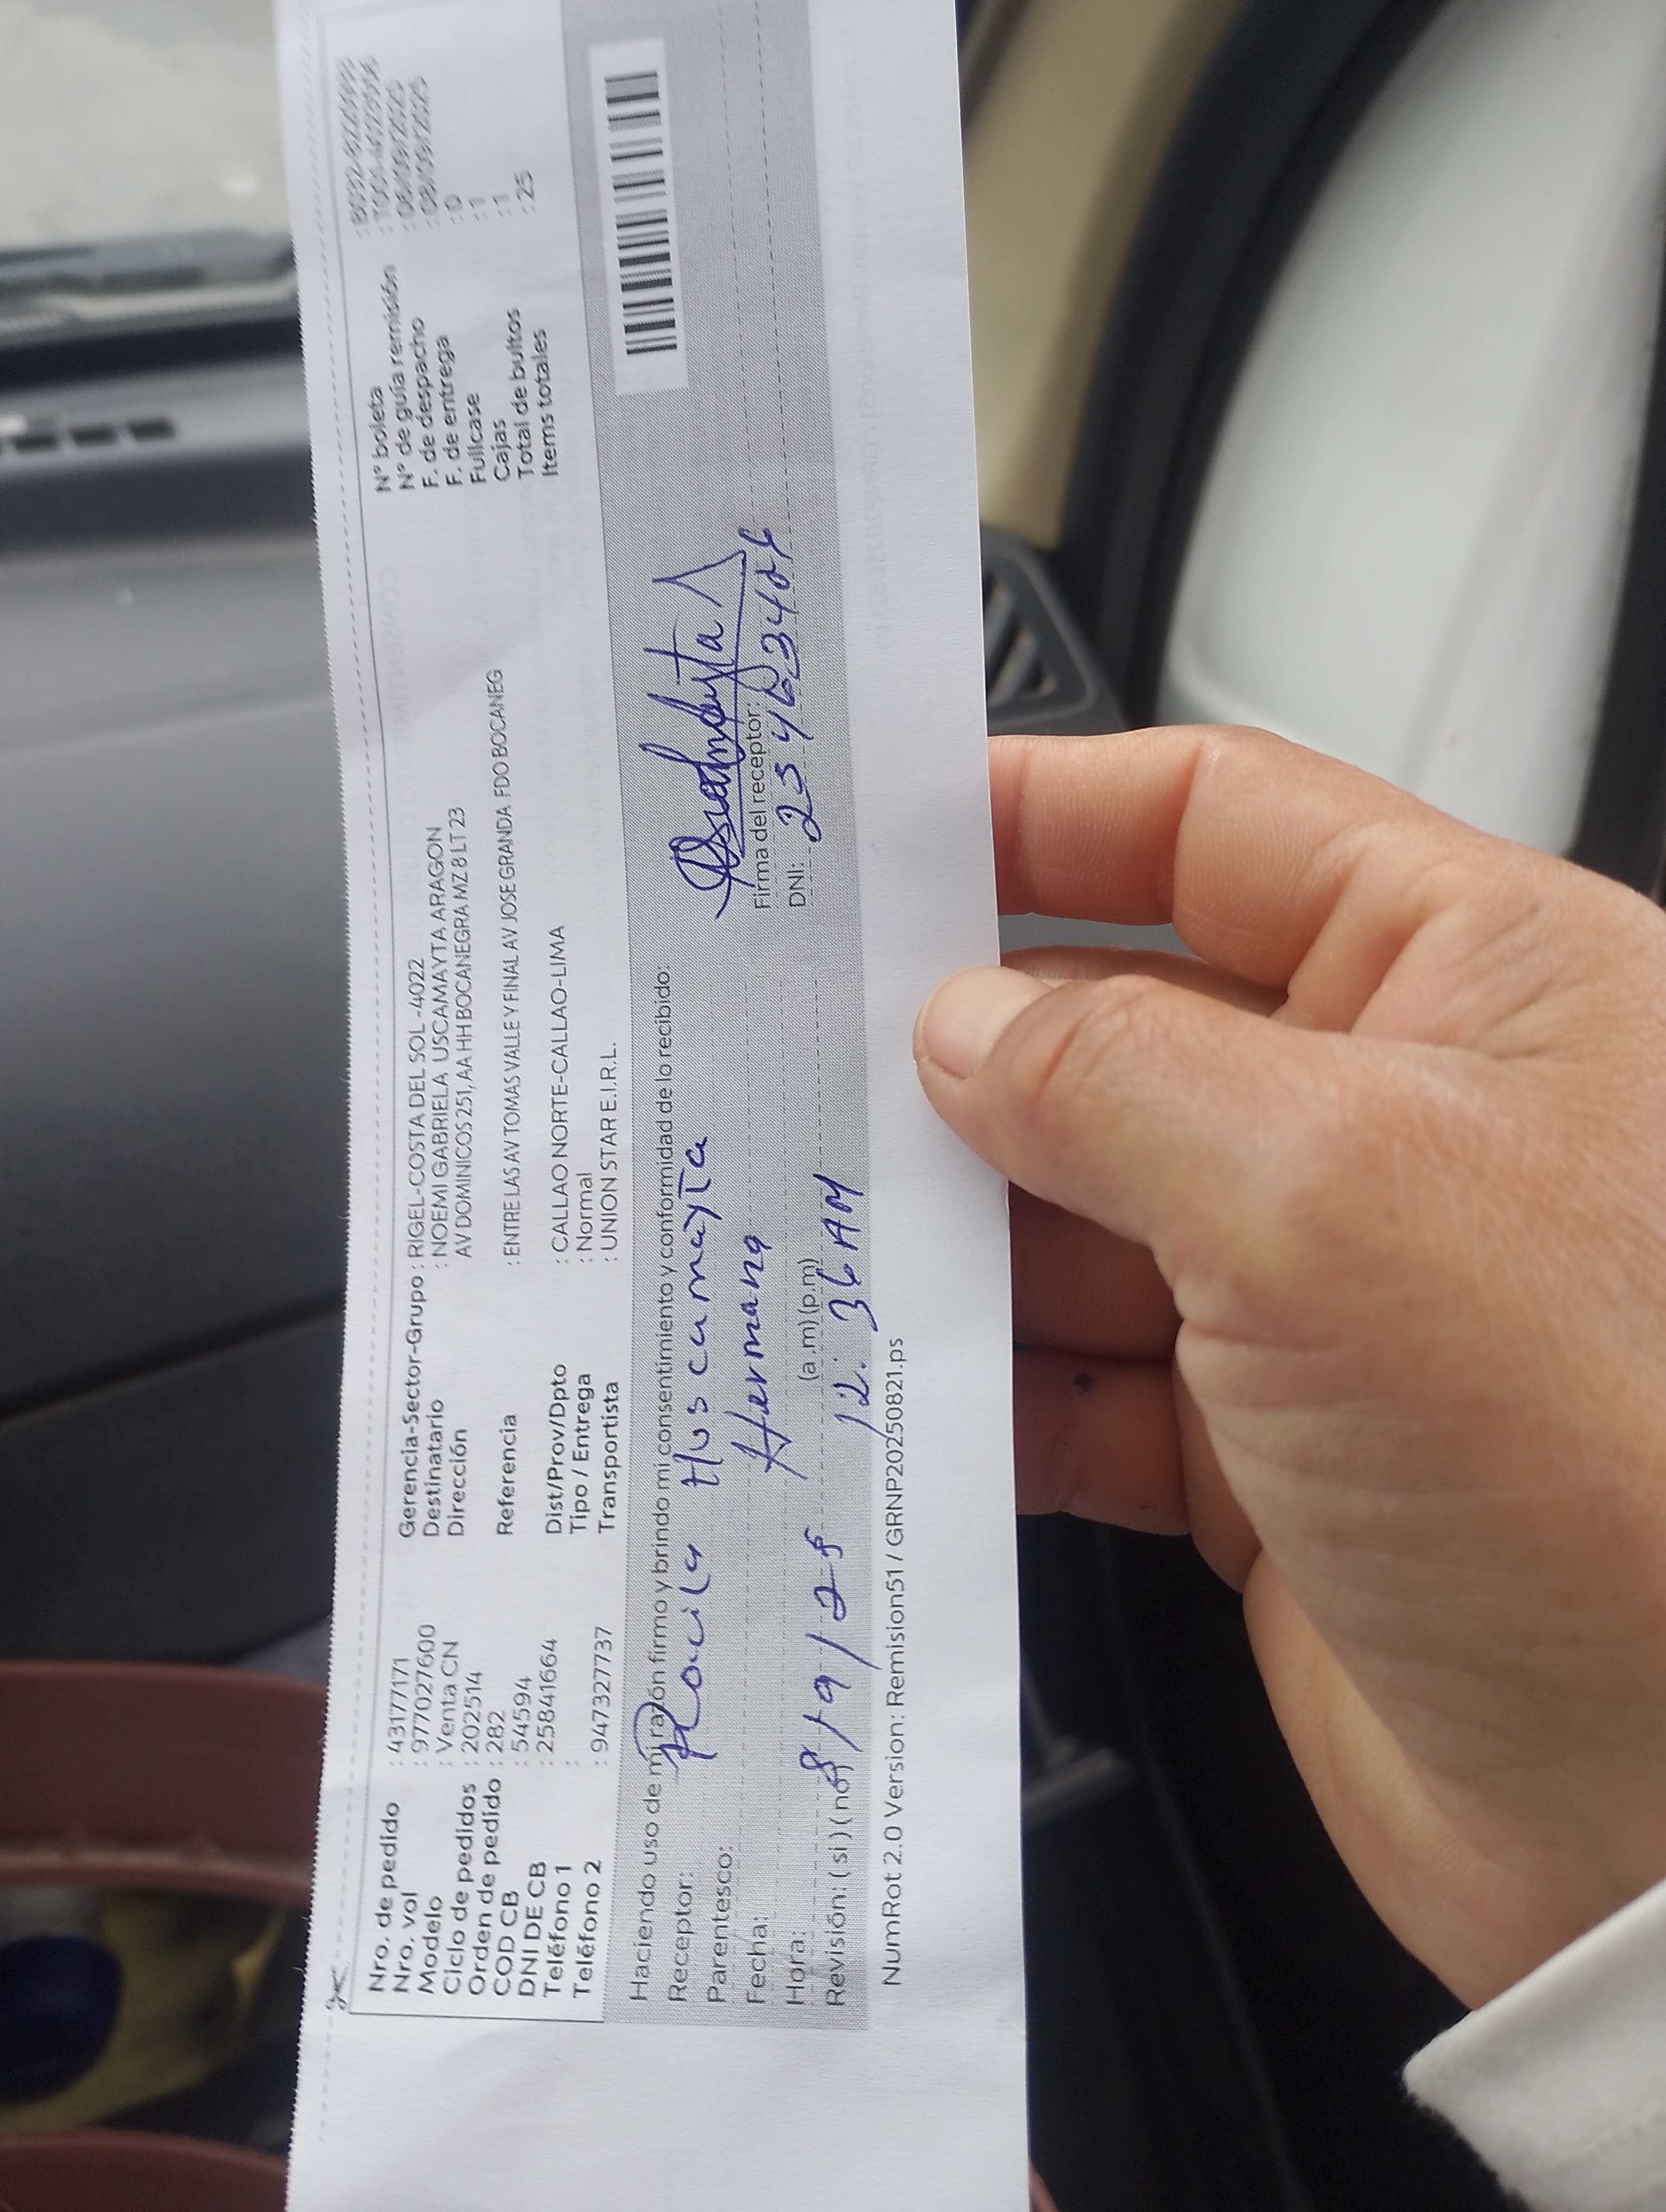 Nro. de pedido : 43177171
Nro. vol : 977027600
Modelo : Venta CN
Ciclo de pedidos : 202514
Orden de pedido : 282
COD CB : 54594
DNI DE CB : 25841664
Teléfono 1 :
Teléfono 2 : 947327737
Gerencia-Sector-Grupo : RIGEL-COSTA DEL SOL -4022
Destinatario : NOEMI GABRIELA USCAMAYTA ARAGON
Dirección AV DOMINICOS 251, AA HH BOCANEGRA MZ 8 LT 23
Referencia : ENTRE LAS AV TOMAS VALLE Y FINAL AV JOSE GRANDA FDO BOCANEG
Dist/Prov/Dpto : CALLAO NORTE-CALLAO-LIMA
Tipo / Entrega : Normal
Transportista : UNION STAR E.I.R.L.
N° boleta
N° de guía remisión
F. de despacho : 08/09/2025
F. de entrega : 08/09/2025
Fullcase : 0
Cajas : 1
Total de bultos : 1
Items totales : 25
Haciendo uso de mi razón firmo y brindo mi consentimiento y conformidad de lo recibido:
Receptor: Huscamayta
Parentesco: Hermana
Fecha: 8/9/25
Hora: (a.m) (p.m) 12:36 AM
Revisión: ( si ) ( no )
Firma del receptor:
DNI:
NumRot 2.0 Version: Remision51 / GRNP20250821.ps